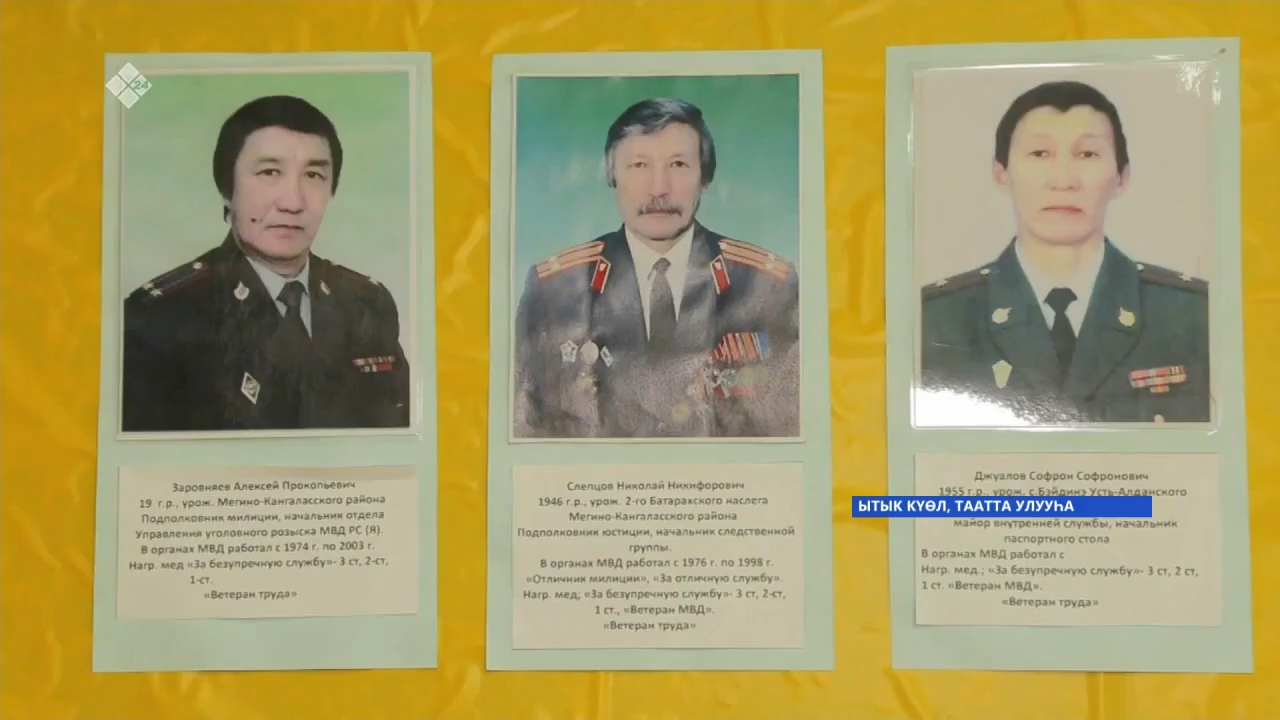 24
Заровняев Алексей Прокопьевич
19 г.р., урож. Мегино-Кангаласского района
Подполковник милиции, начальник отдела
Управления уголовного розыска МВД РС (Я).
В органах МВД работал с 1974 г. по 2003 г.
Нагр. мед «За безупречную службу»- 3 ст, 2-ст,
1-ст.
«Ветеран труда»
Слепцов Николай Никифорович
1946 г.р., урож. 2-го Батаракского наслега
Мегино-Кангаласского района
Подполковник юстиции, начальник следственной
группы.
В органах МВД работал с 1976 г. по 1998 г.
«Отличник милиции», «За отличную службу».
Нагр. мед; «За безупречную службу»- 3 ст, 2-ст,
1 ст., «Ветеран МВД».
«Ветеран труда»
Джуалов Софрон Софронович
1955 г.р., урож. с.Бэйдинэ Усть-Алданского
ЫТЫК КҮӨЛ, ТААТТА УЛУУҺА
майор внутренней службы, начальник
паспортного стола
В органах МВД работал с
Нагр. мед.; «За безупречную службу»- 3 ст, 2 ст,
1 ст. «Ветеран МВД».
«Ветеран труда»